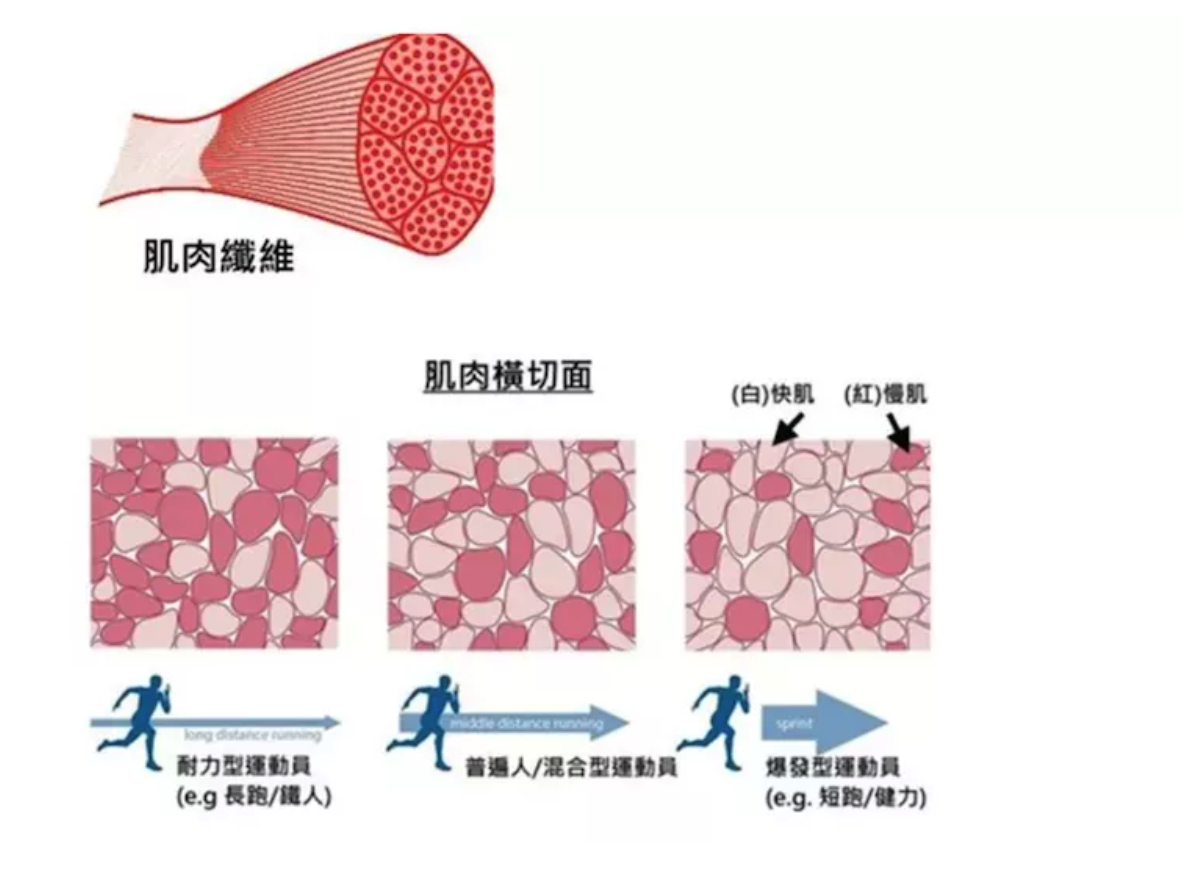 肌肉纖維
肌肉橫切面
(白)快肌
(紅)慢肌
long distance running
middle distance running
sprint
耐力型運動員
(e.g 長跑/鐵人)
普遍人/混合型運動員
爆發型運動員
(e.g. 短跑/健力)